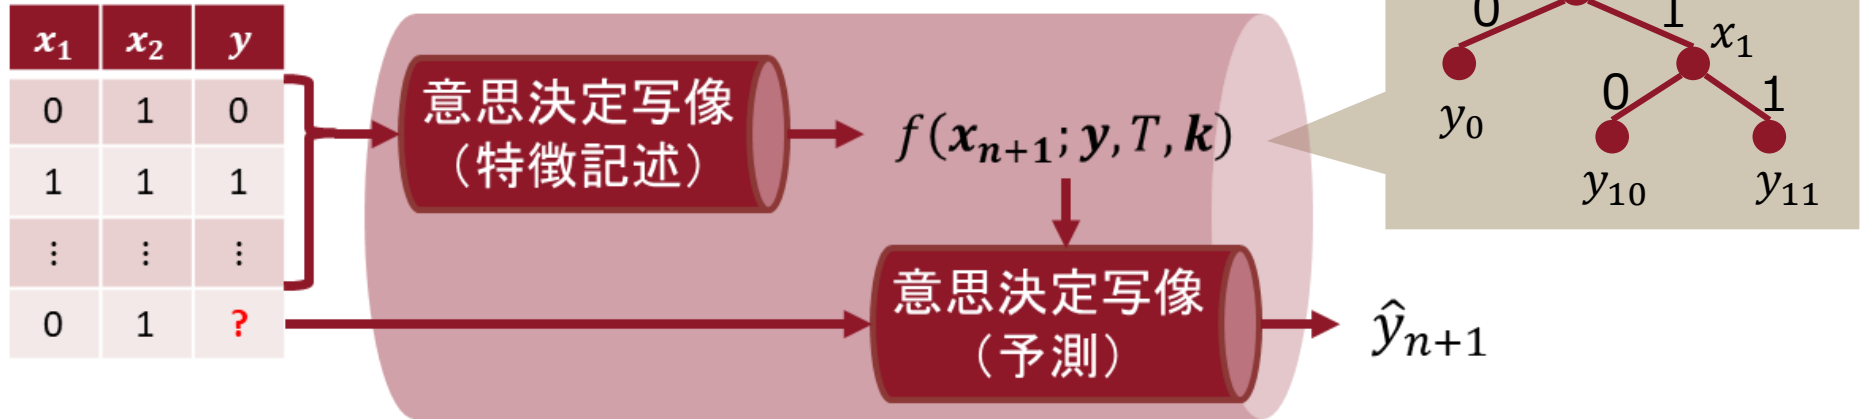 x₁ x₂ y
0 1 0
1 1 1
⋮ ⋮ ⋮
0 1 ?
意思決定写像
（特徴記述）
f(x_{n+1}; y, T, k)
意思決定写像
（予測）
ŷ_{n+1}
0 1
x₁
y₀
0 1
y₁₀ y₁₁